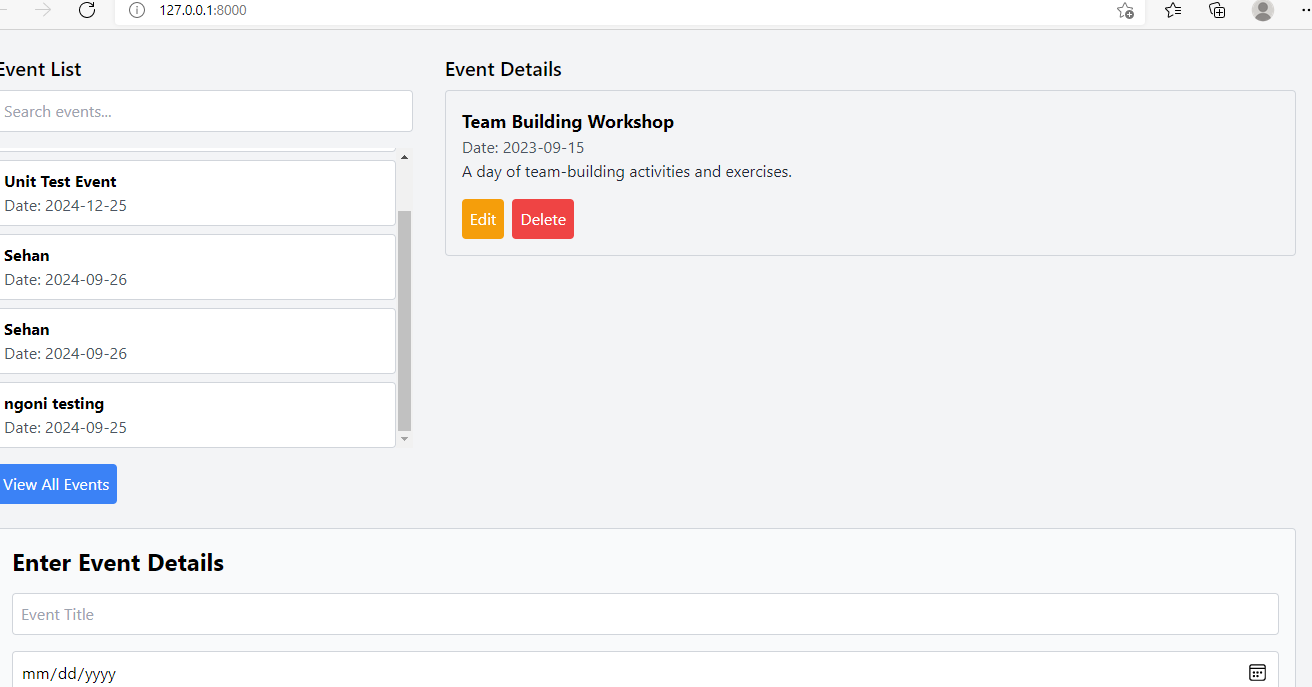 127.0.0.1:8000
Event List
Search events...
Unit Test Event
Date: 2024-12-25
Sehan
Date: 2024-09-26
Sehan
Date: 2024-09-26
ngoni testing
Date: 2024-09-25
View All Events
Event Details
Team Building Workshop
Date: 2023-09-15
A day of team-building activities and exercises.
Edit Delete
Enter Event Details
Event Title
mm/dd/yyyy